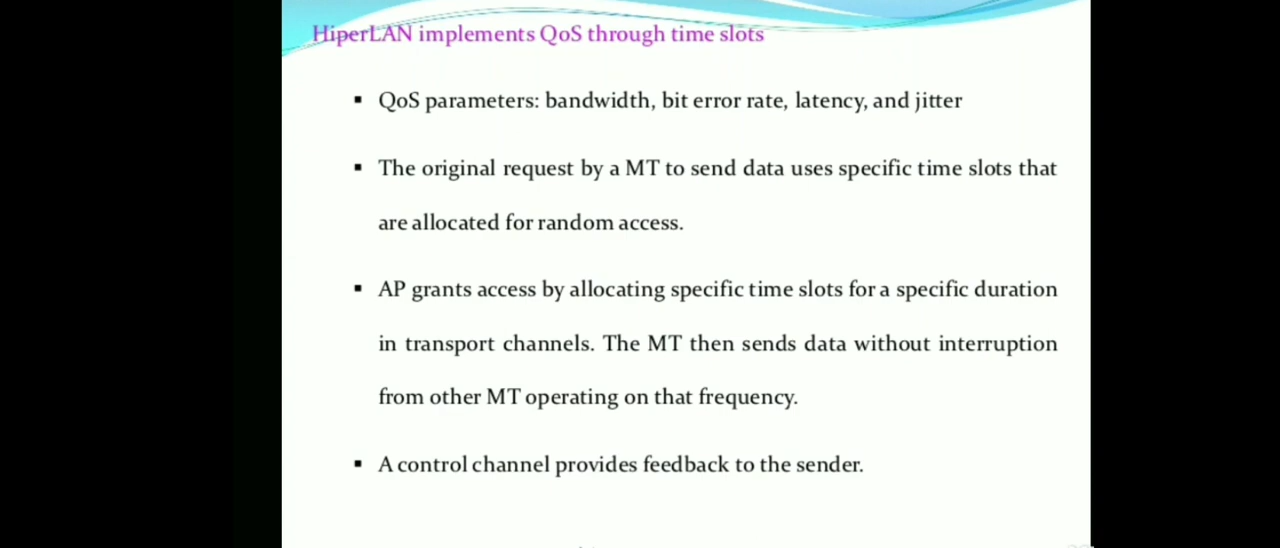 HiperLAN implements QoS through time slots
▪ QoS parameters: bandwidth, bit error rate, latency, and jitter
▪ The original request by a MT to send data uses specific time slots that
are allocated for random access.
▪ AP grants access by allocating specific time slots for a specific duration
in transport channels. The MT then sends data without interruption
from other MT operating on that frequency.
▪ A control channel provides feedback to the sender.